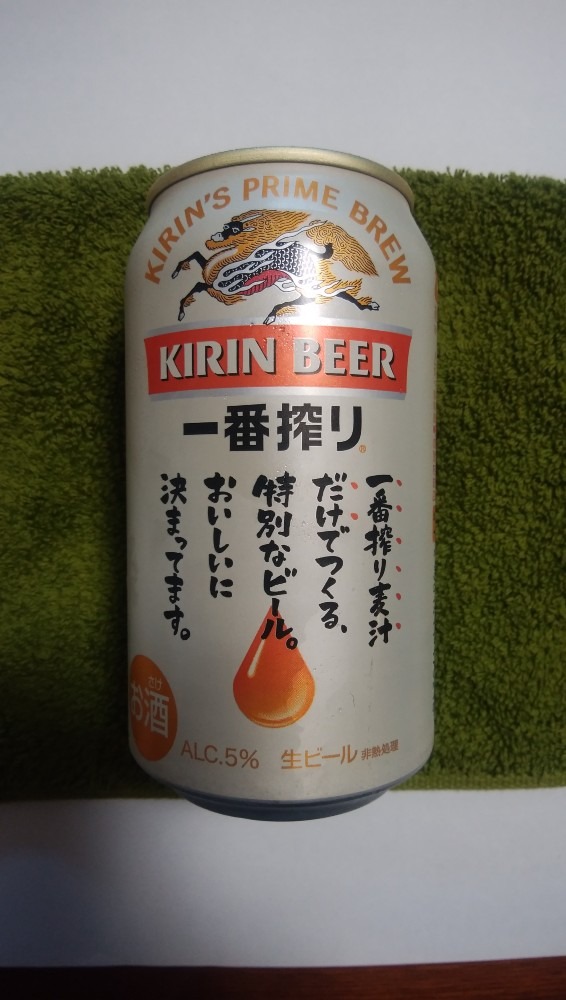 KIRIN'S PRIME BREW
KIRIN BEER
一番搾り
一番搾り麦汁
だけでつくる、
特別なビール。
おいしいに
決まってます。
さけ
お酒
ALC.5% 生ビール 非熱処理